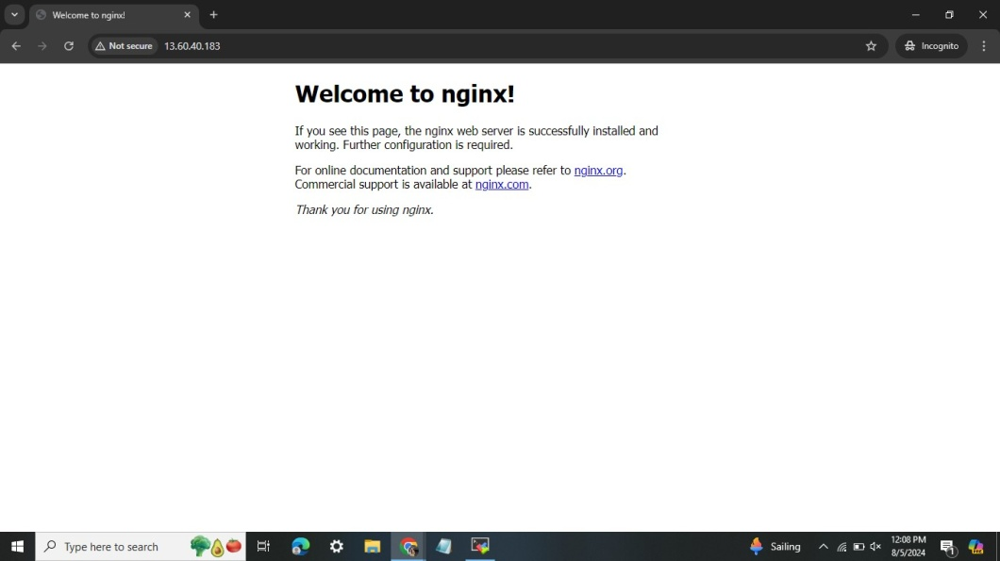 Welcome to nginx!
Not secure
13.60.40.183
Incognito
Welcome to nginx!
If you see this page, the nginx web server is successfully installed and
working. Further configuration is required.
For online documentation and support please refer to nginx.org.
Commercial support is available at nginx.com.
Thank you for using nginx.
Type here to search
Sailing
12:08 PM
8/5/2024
1